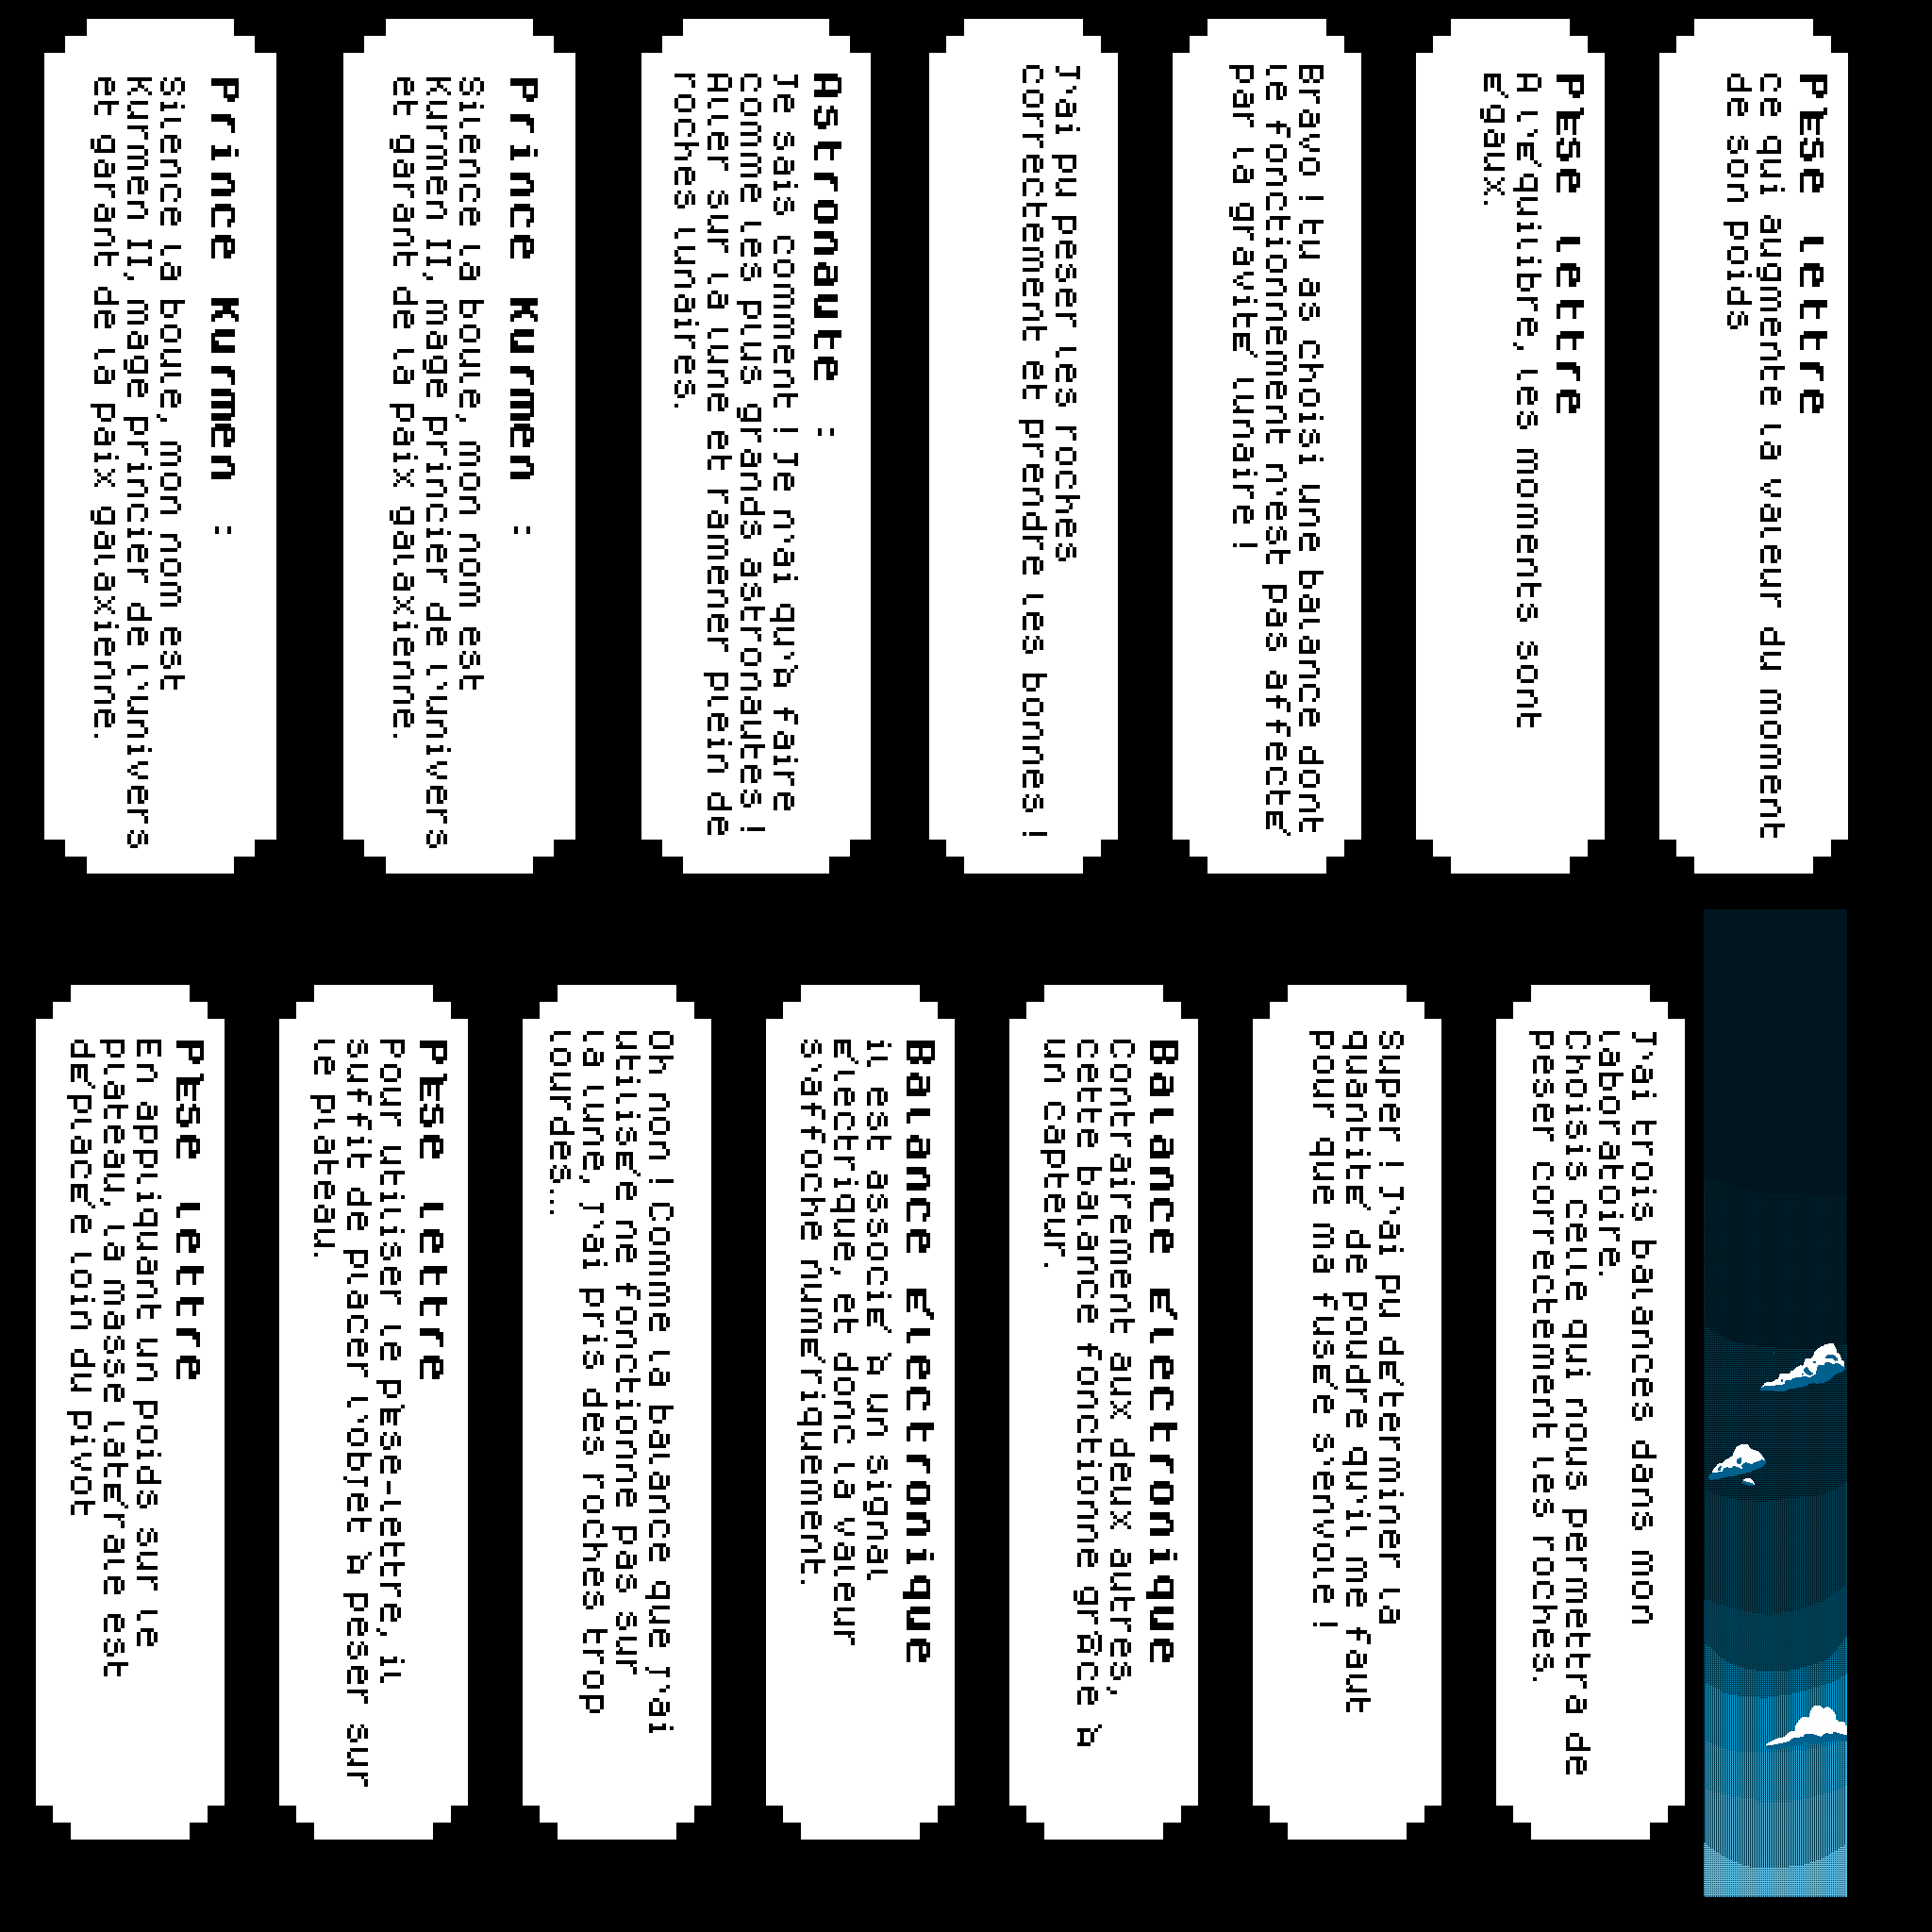 Pèse lettre
Ce qui augmente la valeur du moment
de son poids
Pèse lettre
A l'équilibre, les moments sont
égaux.
Bravo ! tu as choisi une balance dont
le fonctionnement n'est pas affecté
par la gravité lunaire !
J'ai pu peser les roches
correctement et prendre les bonnes !
Astronaute :
Je sais comment ! Je n'ai qu'à faire
comme les plus grands astronautes !
Aller sur la lune et ramener plein de
roches lunaires.
Prince Kurmen :
Silence la boule, mon nom est
Kurmen II, mage princier de l'univers
et garant de la paix galaxienne.
Prince Kurmen :
Silence la boule, mon nom est
Kurmen II, mage princier de l'univers
et garant de la paix galaxienne.
J'ai trois balances dans mon
laboratoire.
Choisis celle qui nous permetra de
peser correctement les roches.
Super ! J'ai pu déterminer la
quantité de poudre qu'il me faut
pour que ma fusée s'envole !
Balance électronique
Contrairement aux deux autres,
cette balance fonctionne grâce à
un capteur.
Balance électronique
il est associé à un signal
électrique, et donc la valeur
s'affoche numériquement.
Oh non ! Comme la balance que j'ai
utilisée ne fonctionne pas sur
la lune, j'ai pris des roches trop
lourdes...
Pèse lettre
Pour utiliser le pèse-lettre, il
suffit de placer l'objet à peser sur
le plateau.
Pèse lettre
En appliquant un poids sur le
plateau, la masse latérale est
déplacée loin du pivot